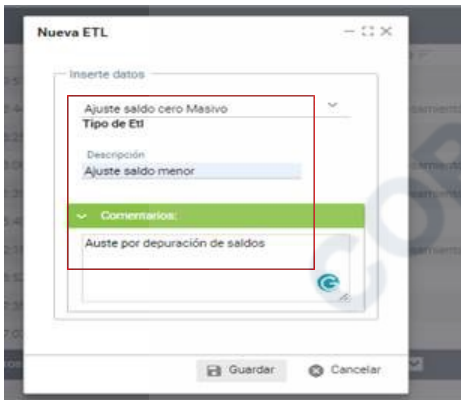 Nueva ETL
Inserte datos
Ajuste saldo cero Masivo
Tipo de Etl
Descripción
Ajuste saldo menor
Comentarios:
Auste por depuración de saldos
Guardar
Cancelar